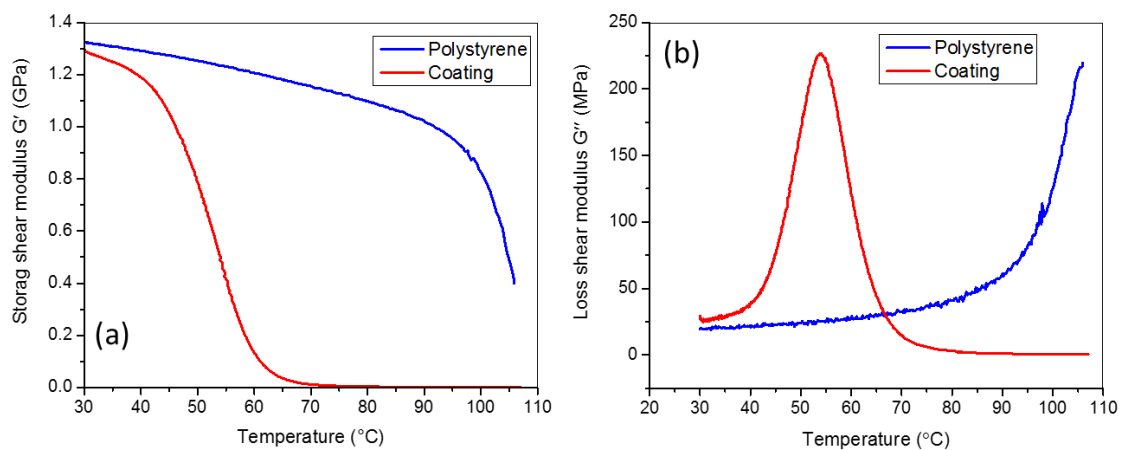 (a)
Storag shear modulus G′ (GPa)
1.4
1.2
1.0
0.8
0.6
0.4
0.2
0.0
Polystyrene
Coating
30 40 50 60 70 80 90 100 110
Temperature (°C)
(b)
Loss shear modulus G″ (MPa)
250
200
150
100
50
0
Polystyrene
Coating
20 30 40 50 60 70 80 90 100 110
Temperature (°C)